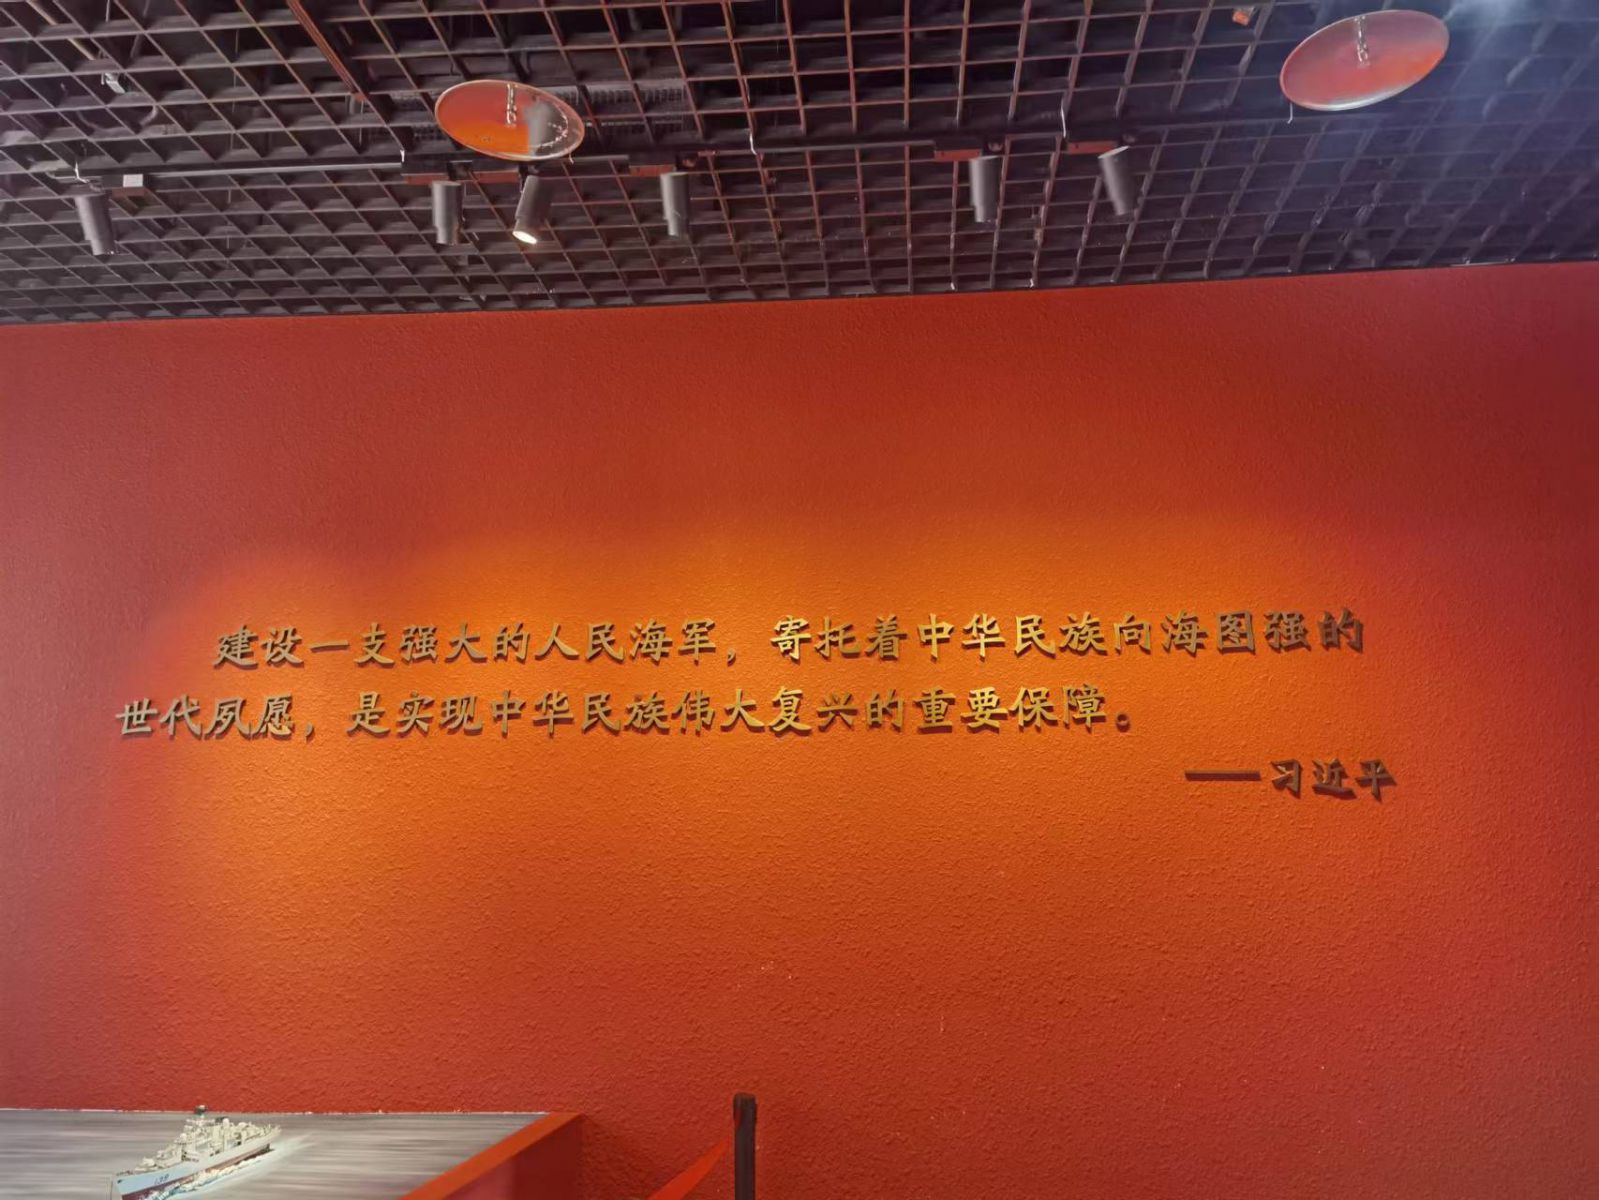 建设一支强大的人民海军，寄托着中华民族向海图强的
世代夙愿，是实现中华民族伟大复兴的重要保障。
——习近平